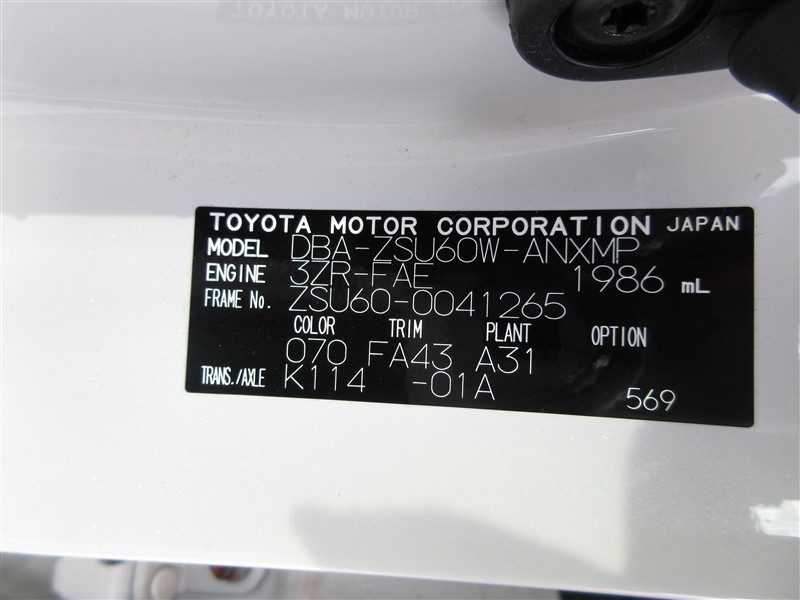 TOYOTA MOTOR CORPORATION JAPAN
MODEL DBA-ZSU60W-ANXMP
ENGINE 3ZR-FAE 1986 mL
FRAME No. ZSU60-0041265
COLOR TRIM PLANT OPTION
070 FA43 A31
TRANS./AXLE K114 -01A
569